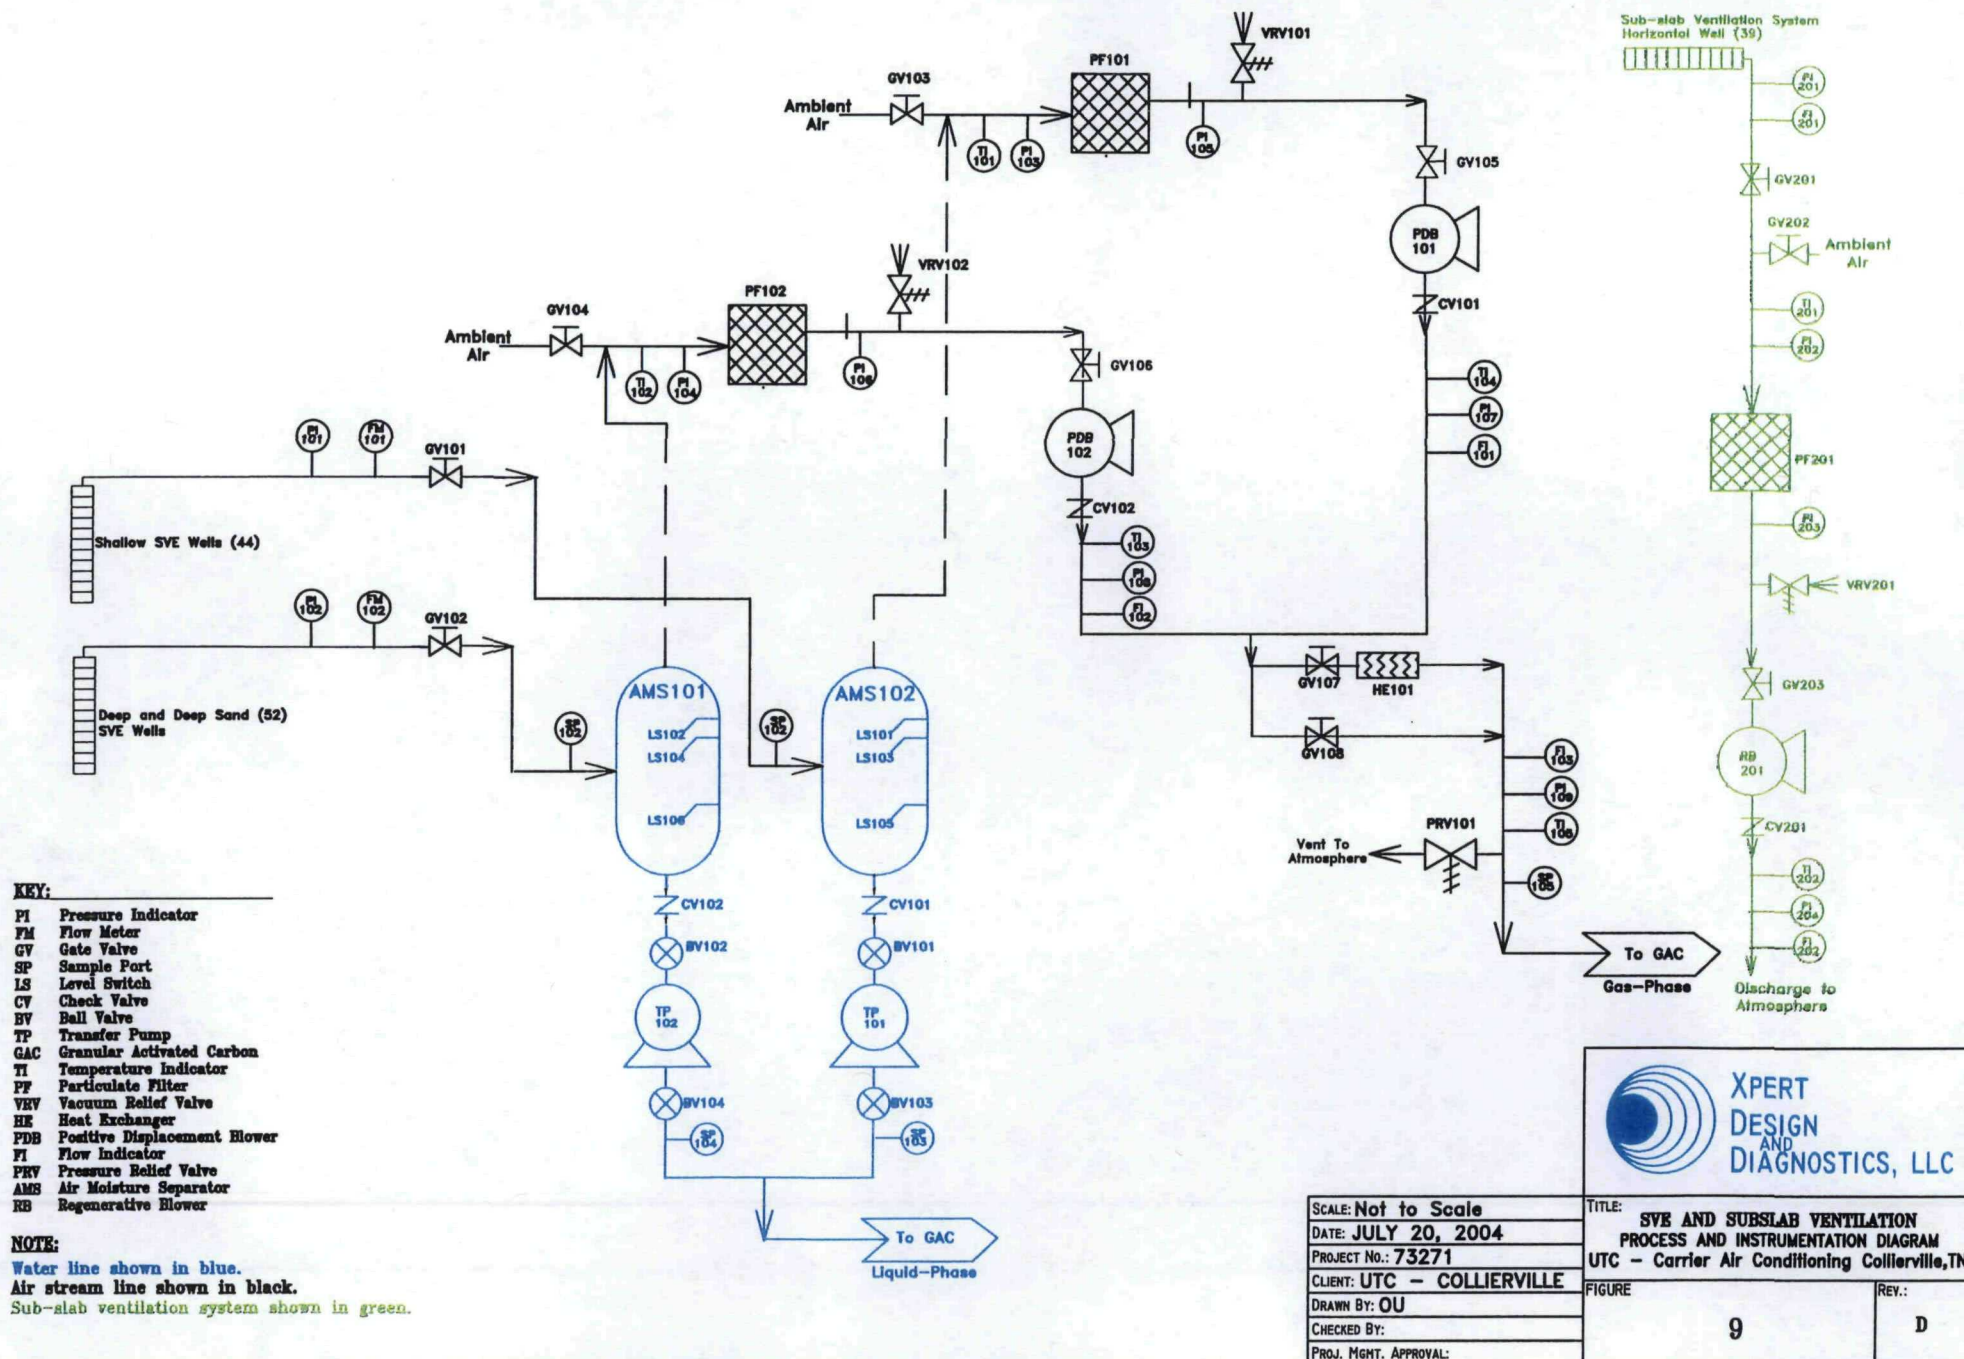 Sub-slab Ventilation System
Horizontal Well (39)
PI
201
FI
201
GV201
GV202
Ambient
Air
TI
201
PI
202
PF201
PI
203
VRV201
GV203
RB
201
CV201
TI
202
PI
204
FI
202
Discharge to
Atmosphere
VRV101
PF101
GV103
Ambient
Air
TI
101
PI
103
PI
105
GV105
PDB
101
CV101
TI
104
PI
107
FI
101
VRV102
PF102
GV104
Ambient
Air
TI
102
PI
104
PI
106
GV106
PDB
102
CV102
TI
103
PI
108
FI
102
PI
101
FM
101
GV101
Shallow SVE Wells (44)
PI
102
FM
102
GV102
Deep and Deep Sand (52)
SVE Wells
SP
102
SP
102
AMS101
LS102
LS104
LS106
AMS102
LS101
LS103
LS105
GV107
HE101
GV108
FI
103
PI
109
TI
105
PRV101
Vent To
Atmosphere
SP
105
To GAC
Gas-Phase
CV102
BV102
TP
102
BV104
SP
104
CV101
BV101
TP
101
BV103
SP
103
To GAC
Liquid-Phase
KEY:
PI Pressure Indicator
FM Flow Meter
GV Gate Valve
SP Sample Port
LS Level Switch
CV Check Valve
BV Ball Valve
TP Transfer Pump
GAC Granular Activated Carbon
TI Temperature Indicator
PF Particulate Filter
VRV Vacuum Relief Valve
HE Heat Exchanger
PDB Positive Displacement Blower
FI Flow Indicator
PRV Pressure Relief Valve
AMS Air Moisture Separator
RB Regenerative Blower
NOTE:
Water line shown in blue.
Air stream line shown in black.
Sub-slab ventilation system shown in green.
XPERT
DESIGN
AND
DIAGNOSTICS, LLC
SCALE: Not to Scale
DATE: JULY 20, 2004
PROJECT No.: 73271
CLIENT: UTC - COLLIERVILLE
DRAWN BY: OU
CHECKED BY:
PROJ. MGMT. APPROVAL:
TITLE:
SVE AND SUBSLAB VENTILATION
PROCESS AND INSTRUMENTATION DIAGRAM
UTC - Carrier Air Conditioning Collierville,TN
FIGURE
9
REV.:
D